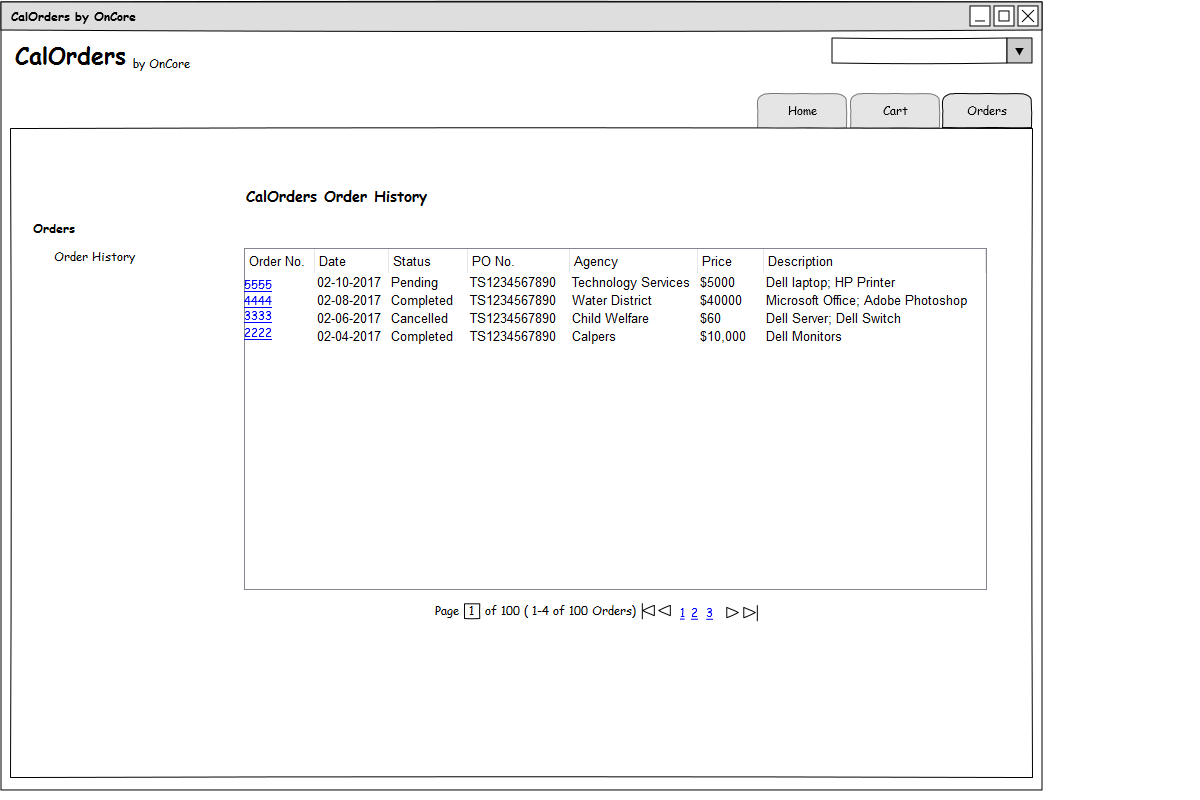 CalOrders by OnCore
CalOrders by OnCore
Home Cart Orders
CalOrders Order History
Orders
Order History
Order No. Date Status PO No. Agency Price Description
5555 02-10-2017 Pending TS1234567890 Technology Services $5000 Dell laptop; HP Printer
4444 02-08-2017 Completed TS1234567890 Water District $40000 Microsoft Office; Adobe Photoshop
3333 02-06-2017 Cancelled TS1234567890 Child Welfare $60 Dell Server; Dell Switch
2222 02-04-2017 Completed TS1234567890 Calpers $10,000 Dell Monitors
Page 1 of 100 ( 1-4 of 100 Orders) 1 2 3